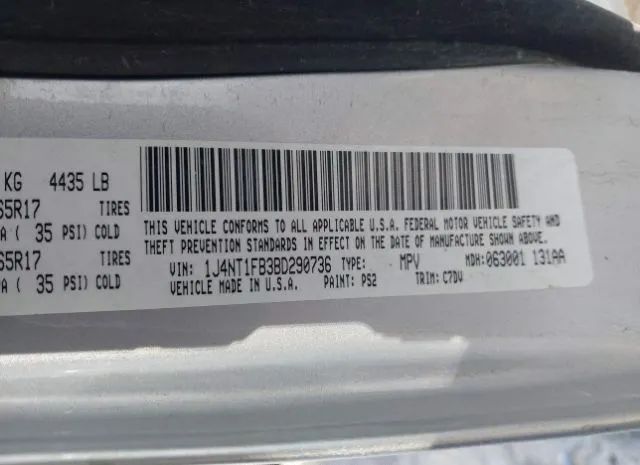 KG 4435 LB
65R17 TIRES
( 35 PSI) COLD
65R17 TIRES
( 35 PSI) COLD
THIS VEHICLE CONFORMS TO ALL APPLICABLE U.S.A. FEDERAL MOTOR VEHICLE SAFETY AND
THEFT PREVENTION STANDARDS IN EFFECT ON THE DATE OF MANUFACTURE SHOWN ABOVE.
VIN: 1J4NT1FB3BD290736 TYPE: MPV MDH: 063001 131AA
VEHICLE MADE IN U.S.A. PAINT: PS2 TRIM: C7DV